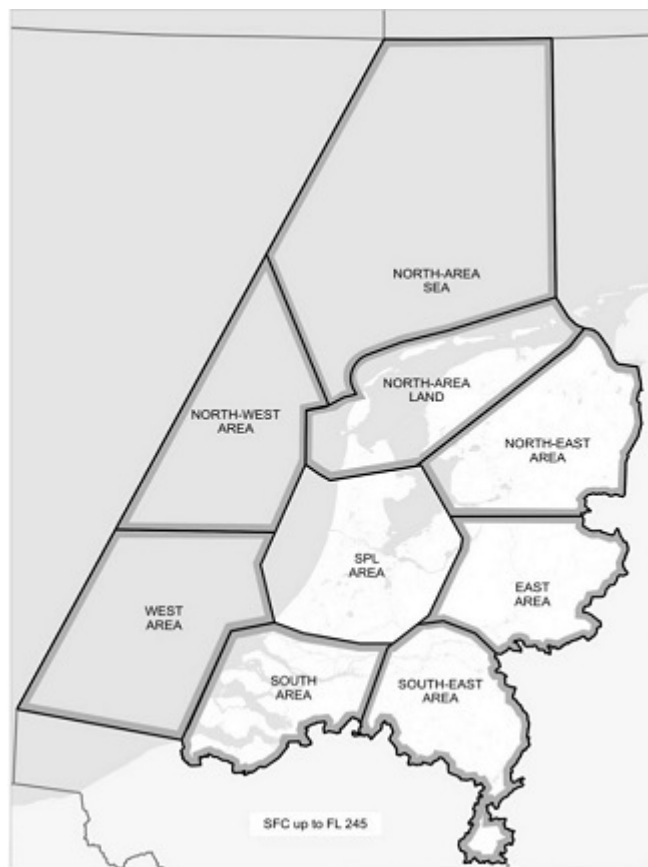 NORTH-AREA
SEA
NORTH-AREA
LAND
NORTH-WEST
AREA
NORTH-EAST
AREA
SPL
AREA
EAST
AREA
WEST
AREA
SOUTH
AREA
SOUTH-EAST
AREA
SFC up to FL 245